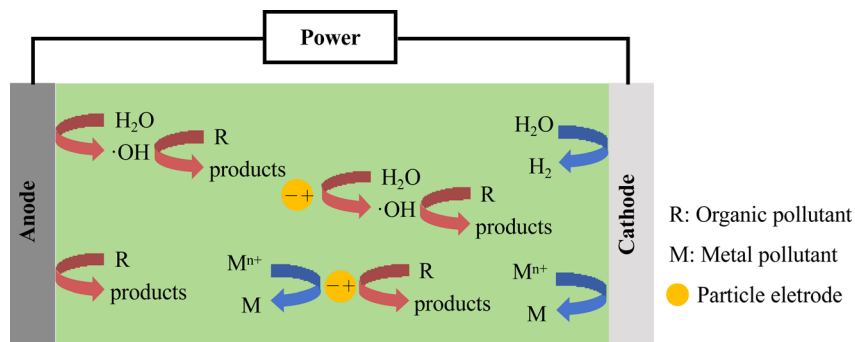 Power
Anode
H₂O
·OH
R
products
H₂O
H₂
− +
H₂O
·OH
R
products
R
products
Mⁿ⁺
M
− +
R
products
Mⁿ⁺
M
Cathode
R: Organic pollutant
M: Metal pollutant
Particle eletrode